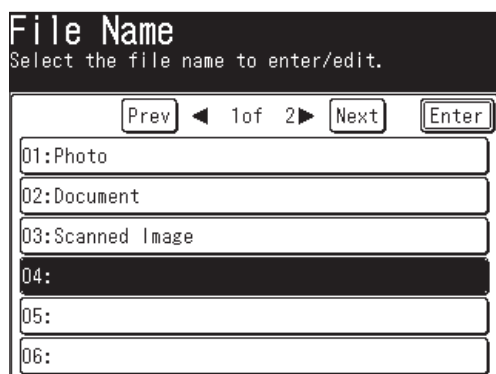 File Name
Select the file name to enter/edit.
Prev ◀ 1of 2▶ Next Enter
01:Photo
02:Document
03:Scanned Image
04:
05:
06: